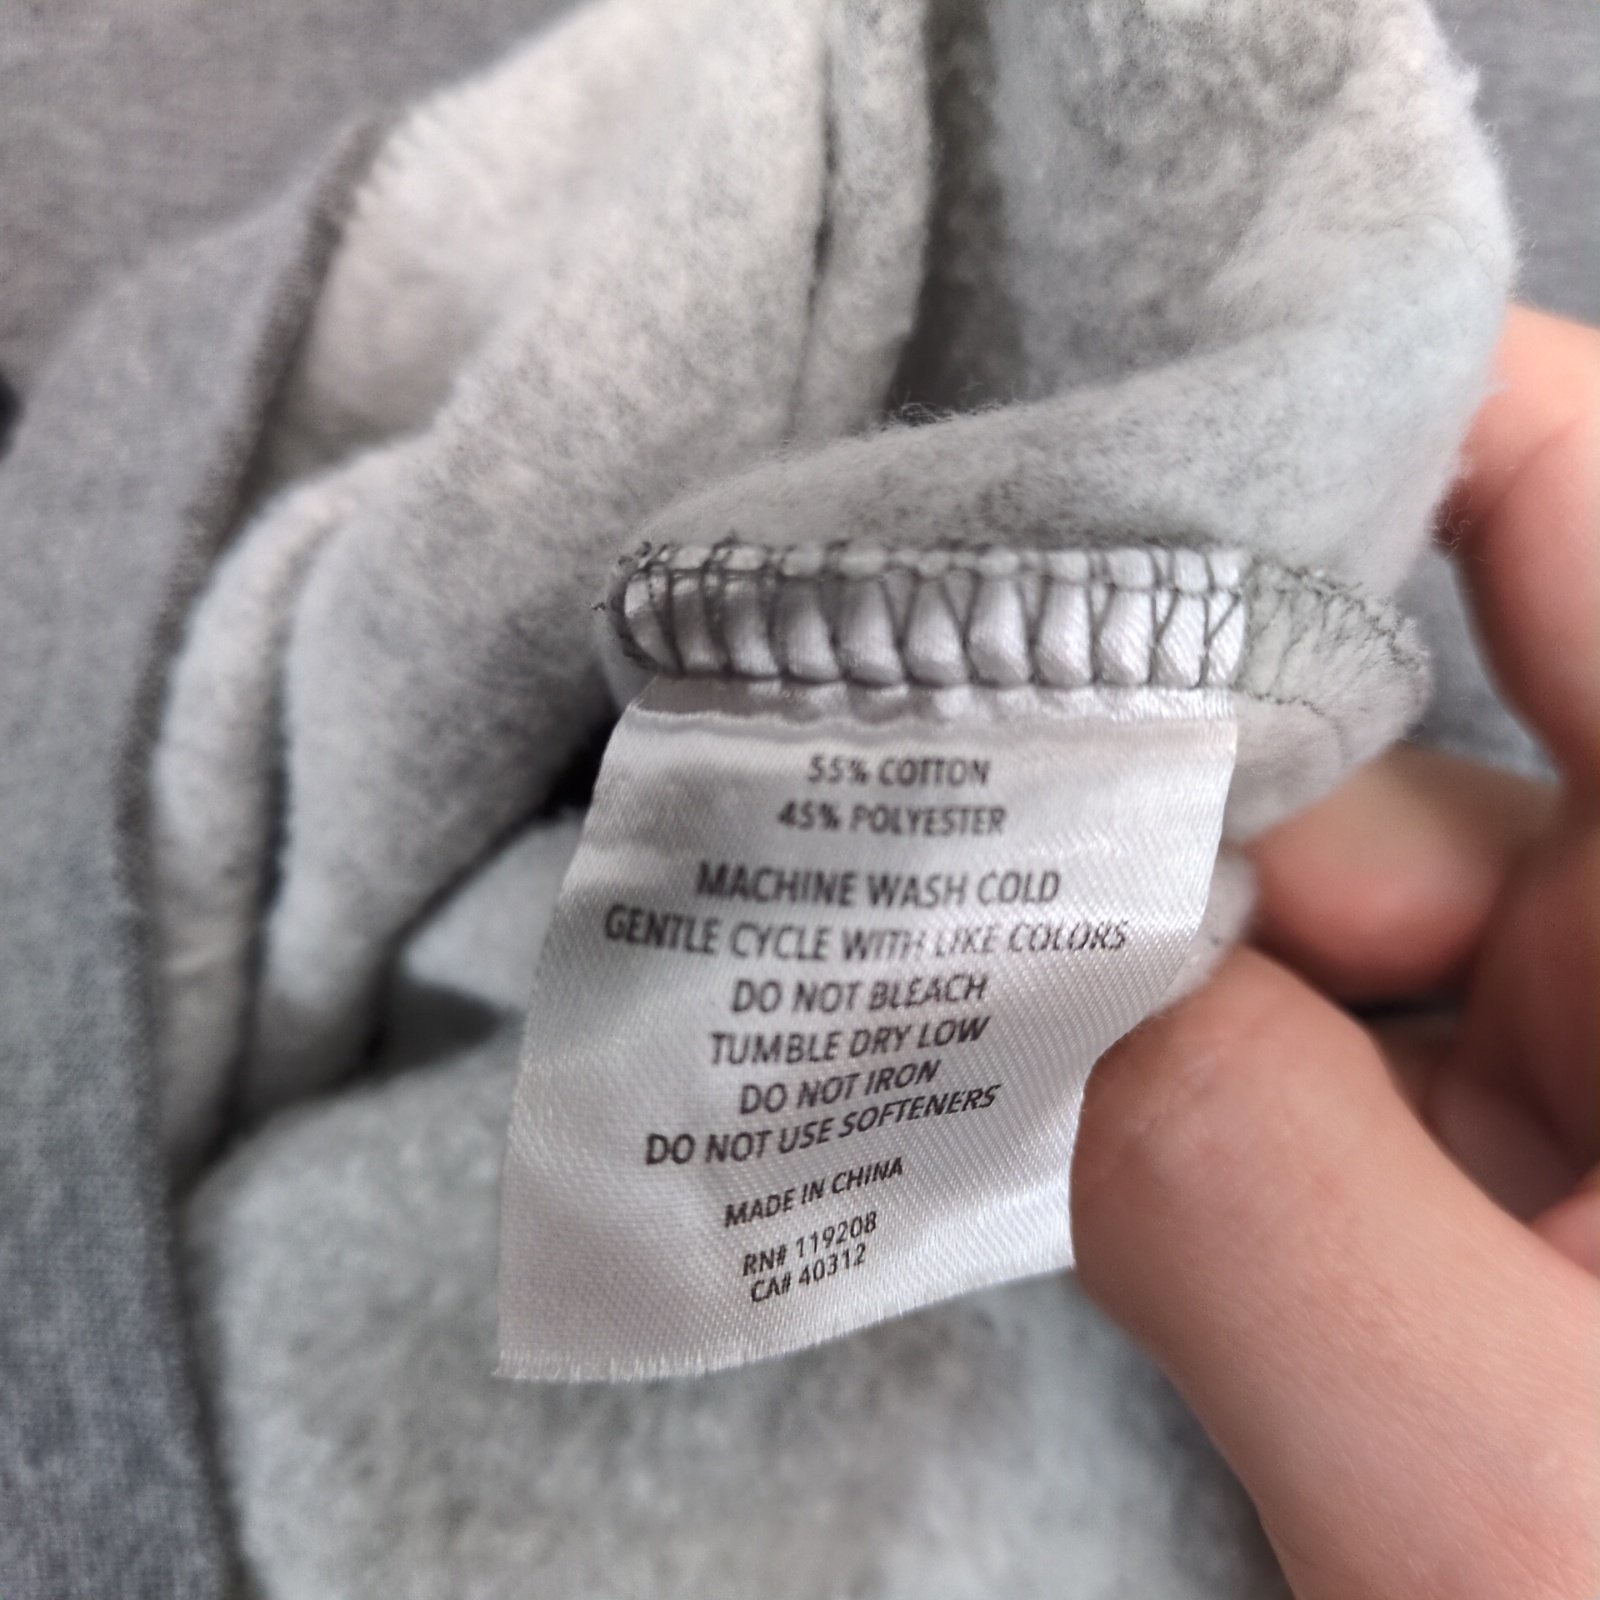 55% COTTON
45% POLYESTER
MACHINE WASH COLD
GENTLE CYCLE WITH LIKE COLORS
DO NOT BLEACH
TUMBLE DRY LOW
DO NOT IRON
DO NOT USE SOFTENERS
MADE IN CHINA
RN# 119208
CA# 40312